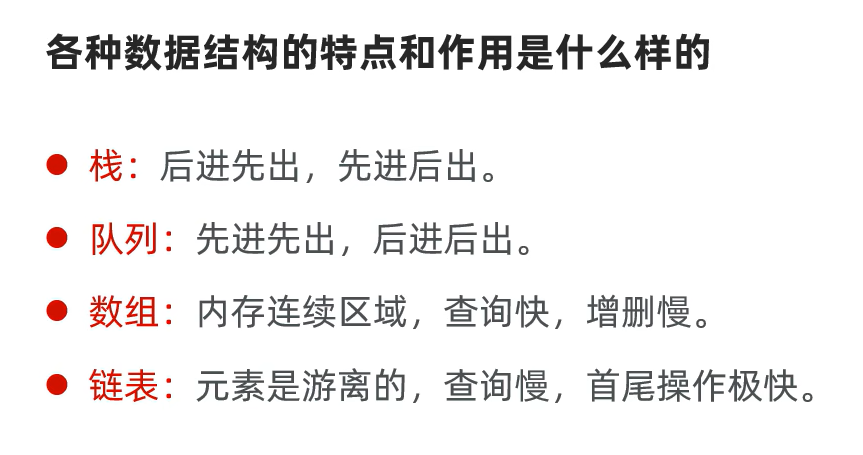 各种数据结构的特点和作用是什么样的
● 栈：后进先出，先进后出。
● 队列：先进先出，后进后出。
● 数组：内存连续区域，查询快，增删慢。
● 链表：元素是游离的，查询慢，首尾操作极快。